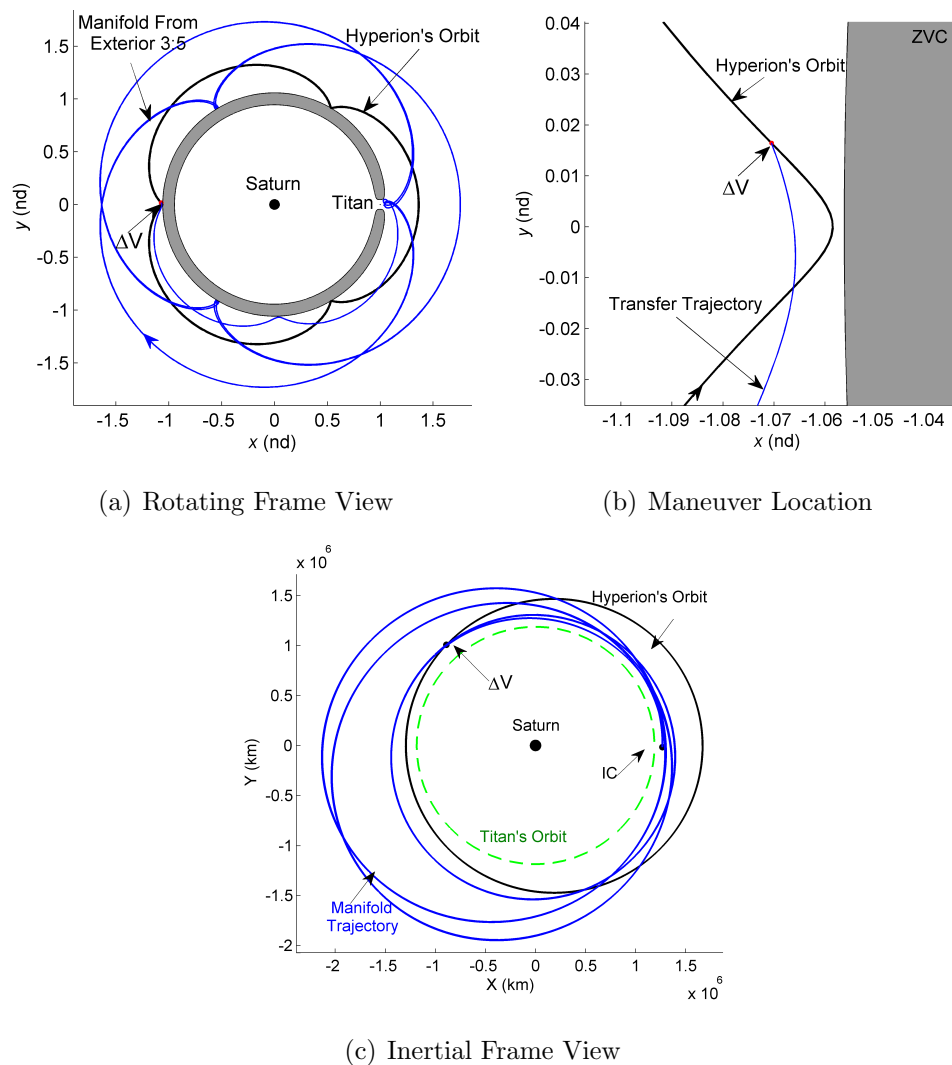 Manifold From
Exterior 3:5
Hyperion's Orbit
Saturn
Titan
ΔV
1.5
1
0.5
0
-0.5
-1
-1.5
y (nd)
-1.5 -1 -0.5 0 0.5 1 1.5
x (nd)
(a) Rotating Frame View
0.04
0.03
0.02
0.01
0
-0.01
-0.02
-0.03
y (nd)
ZVC
Hyperion's Orbit
ΔV
Transfer Trajectory
-1.1 -1.09 -1.08 -1.07 -1.06 -1.05 -1.04
x (nd)
(b) Maneuver Location
x 10^6
1.5
1
0.5
0
-0.5
-1
-1.5
-2
Y (km)
Hyperion's Orbit
ΔV
Saturn
IC
Titan's Orbit
Manifold
Trajectory
-2 -1.5 -1 -0.5 0 0.5 1 1.5
X (km)
x 10^6
(c) Inertial Frame View